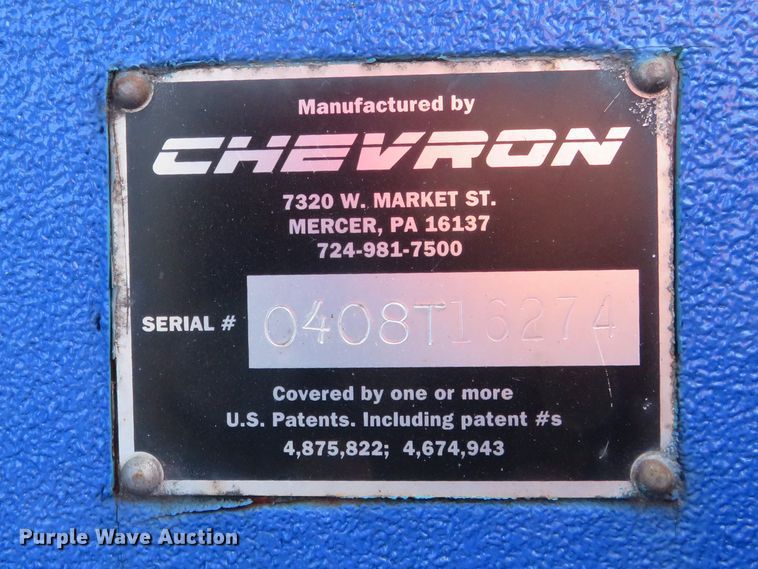 Manufactured by
CHEVRON
7320 W. MARKET ST.
MERCER, PA 16137
724-981-7500
SERIAL # 0408T16274
Covered by one or more
U.S. Patents. Including patent #s
4,875,822; 4,674,943
Purple Wave Auction